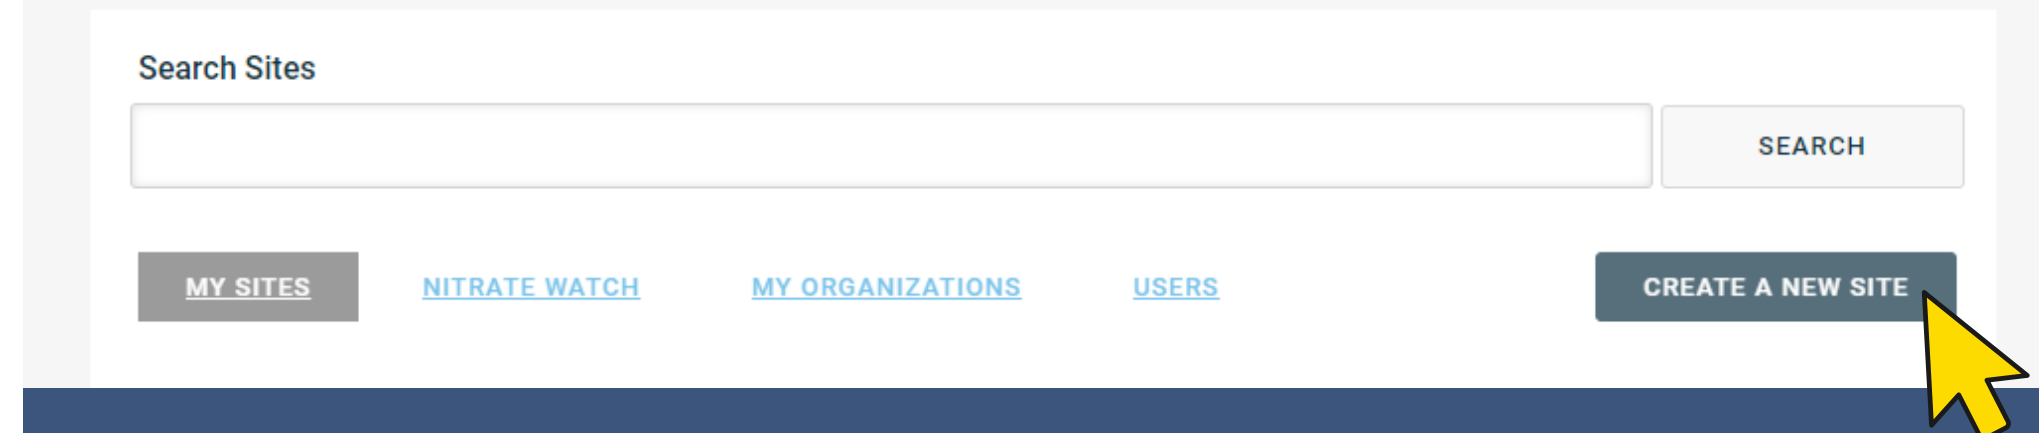 Search Sites
SEARCH
MY SITES NITRATE WATCH MY ORGANIZATIONS USERS CREATE A NEW SITE